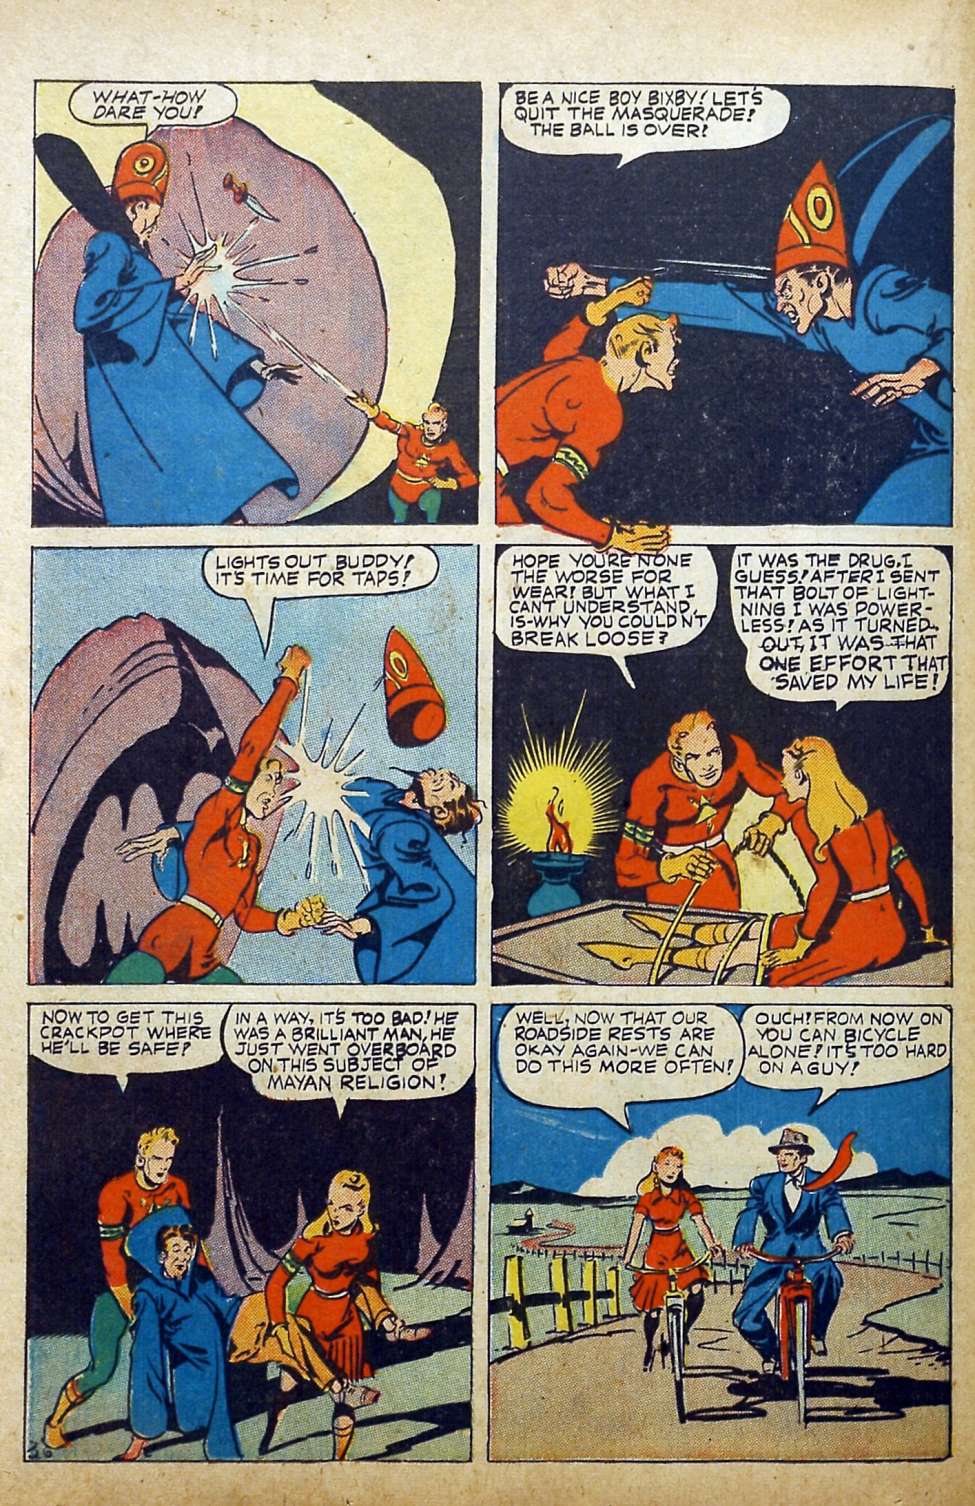 WHAT-HOW
DARE YOU?
BE A NICE BOY BIXBY! LET'S
QUIT THE MASQUERADE!
THE BALL IS OVER!
LIGHTS OUT BUDDY!
IT'S TIME FOR TAPS!
HOPE YOU'RE NONE
THE WORSE FOR
WEAR! BUT WHAT I
CAN'T UNDERSTAND,
IS-WHY YOU COULDN'T
BREAK LOOSE?
IT WAS THE DRUG, I
GUESS! AFTER I SENT
THAT BOLT OF LIGHT-
NING I WAS POWER-
LESS! AS IT TURNED
OUT, IT WAS THAT
ONE EFFORT THAT
SAVED MY LIFE!
NOW TO GET THIS
CRACKPOT WHERE
HE'LL BE SAFE!
IN A WAY, IT'S TOO BAD! HE
WAS A BRILLIANT MAN, HE
JUST WENT OVERBOARD
ON THIS SUBJECT OF
MAYAN RELIGION!
36
WELL, NOW THAT OUR
ROADSIDE RESTS ARE
OKAY AGAIN-WE CAN
DO THIS MORE OFTEN!
OUCH! FROM NOW ON
YOU CAN BICYCLE
ALONE! IT'S TOO HARD
ON A GUY!